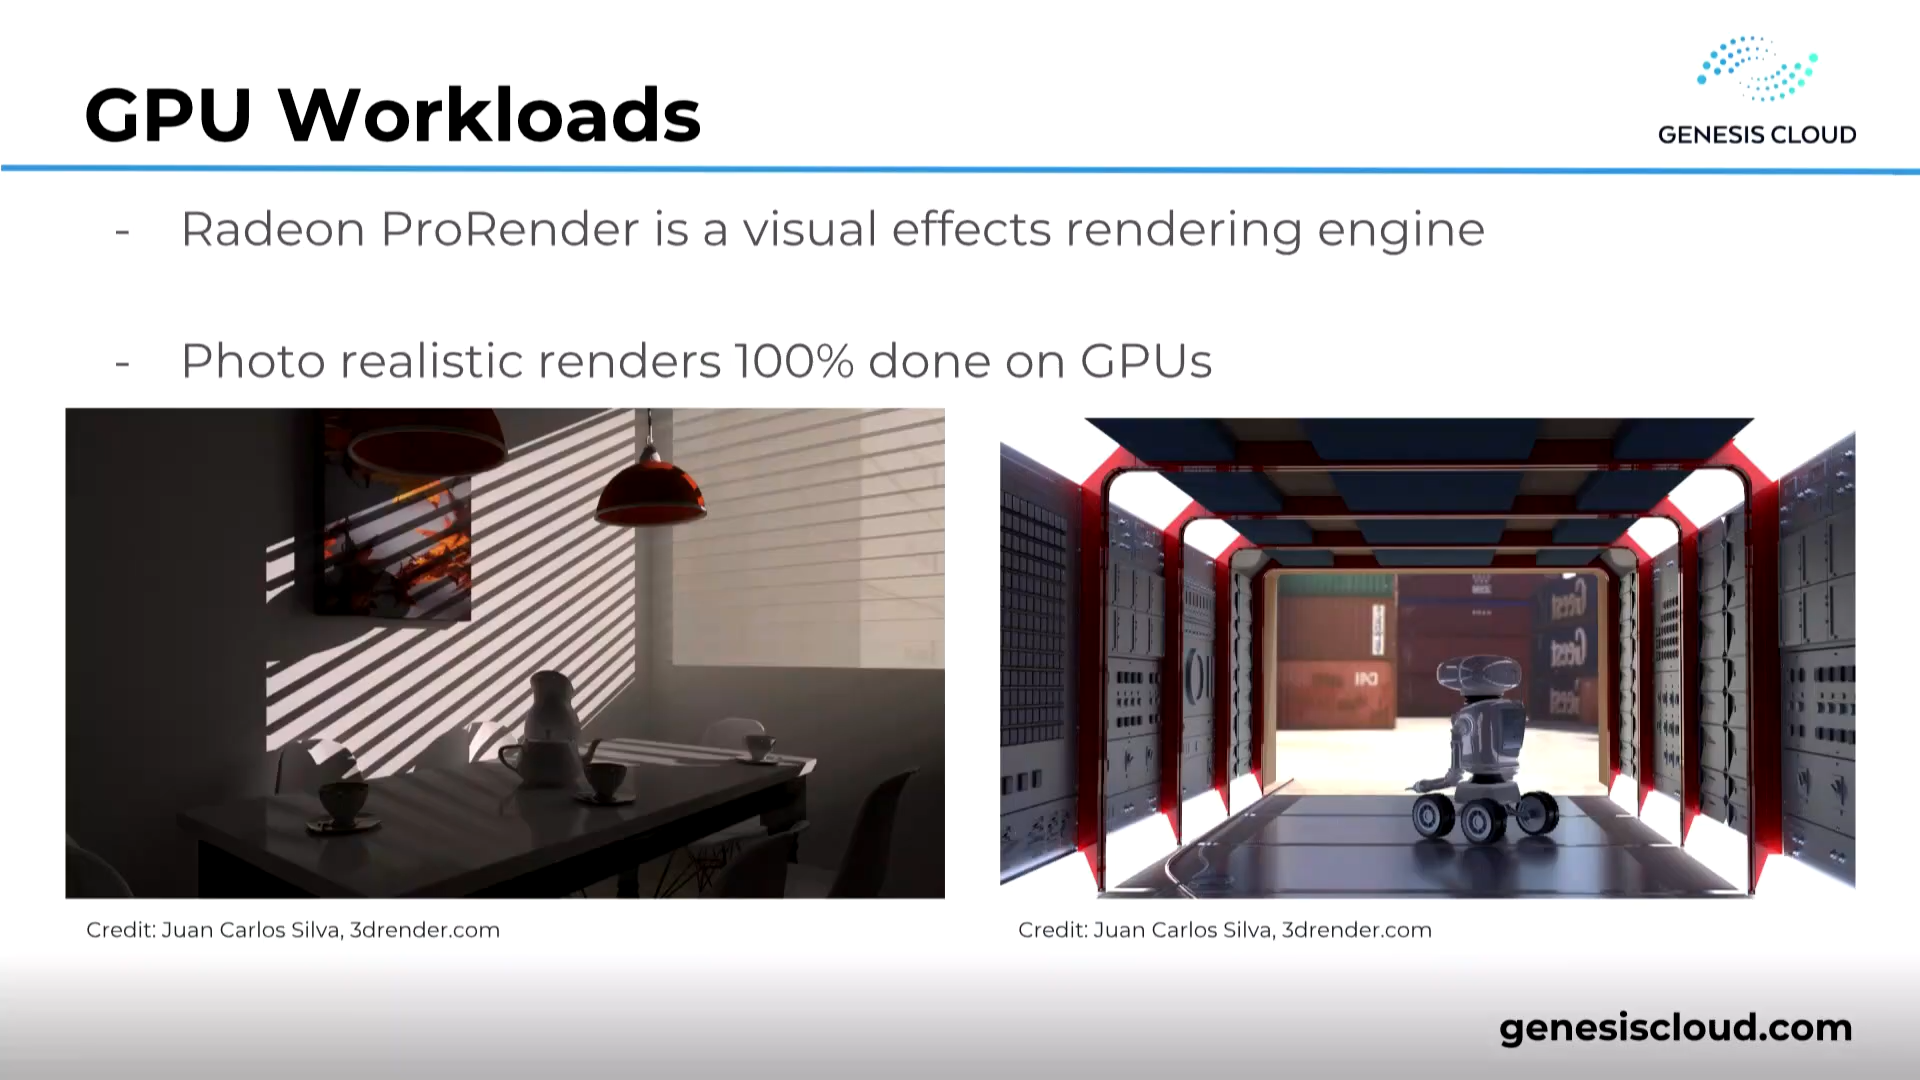 GPU Workloads
GENESIS CLOUD
- Radeon ProRender is a visual effects rendering engine
- Photo realistic renders 100% done on GPUs
Credit: Juan Carlos Silva, 3drender.com
Credit: Juan Carlos Silva, 3drender.com
genesiscloud.com